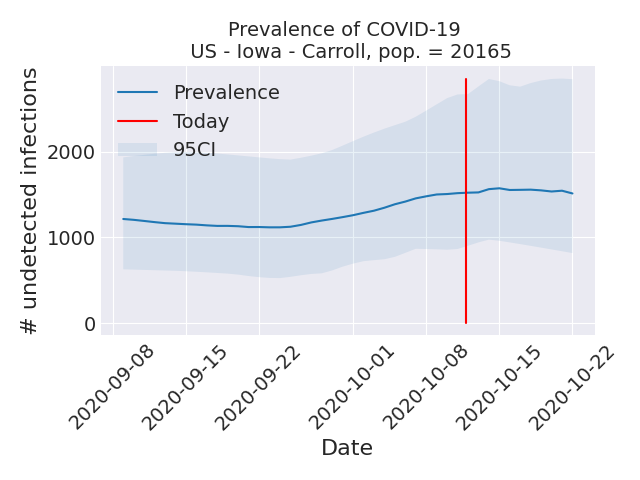 Prevalence of COVID-19
US - Iowa - Carroll, pop. = 20165
Prevalence
Today
95CI
# undetected infections
2000
1000
0
2020-09-08
2020-09-15
2020-09-22
2020-10-01
2020-10-08
2020-10-15
2020-10-22
Date